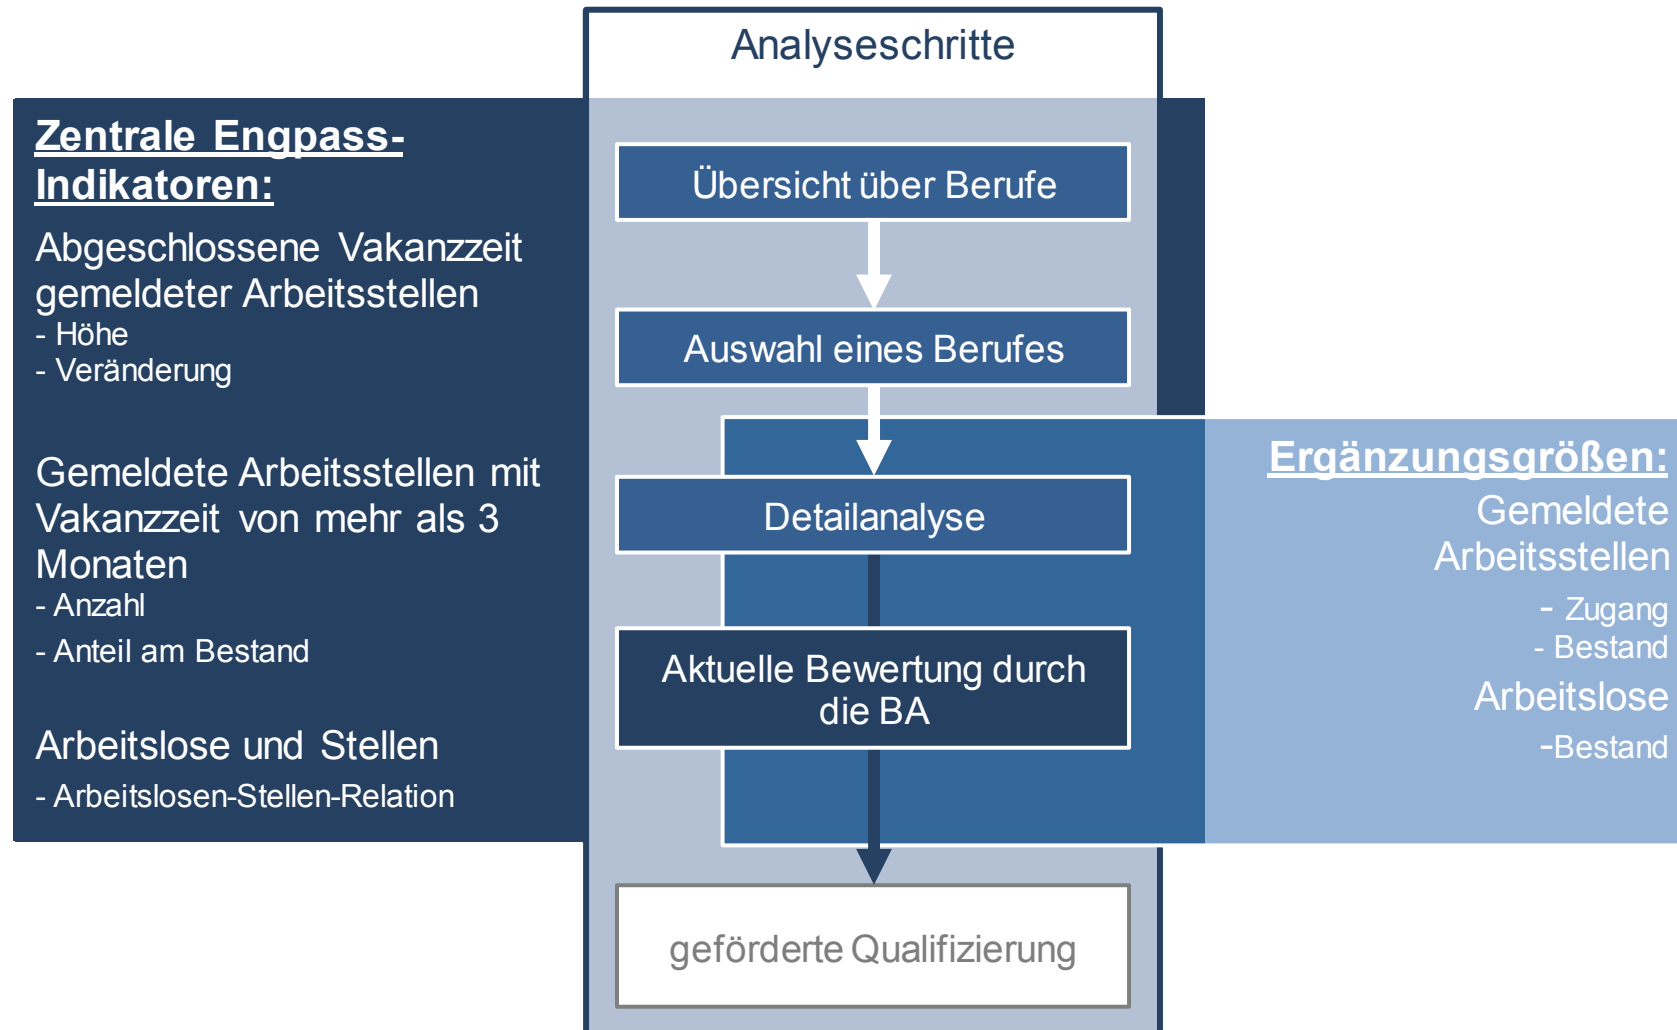 Analyseschritte
Zentrale Engpass-
Indikatoren:
Abgeschlossene Vakanzzeit
gemeldeter Arbeitsstellen
- Höhe
- Veränderung
Gemeldete Arbeitsstellen mit
Vakanzzeit von mehr als 3
Monaten
- Anzahl
- Anteil am Bestand
Arbeitslose und Stellen
- Arbeitslosen-Stellen-Relation
Übersicht über Berufe
Auswahl eines Berufes
Detailanalyse
Aktuelle Bewertung durch
die BA
geförderte Qualifizierung
Ergänzungsgrößen:
Gemeldete
Arbeitsstellen
- Zugang
- Bestand
Arbeitslose
-Bestand